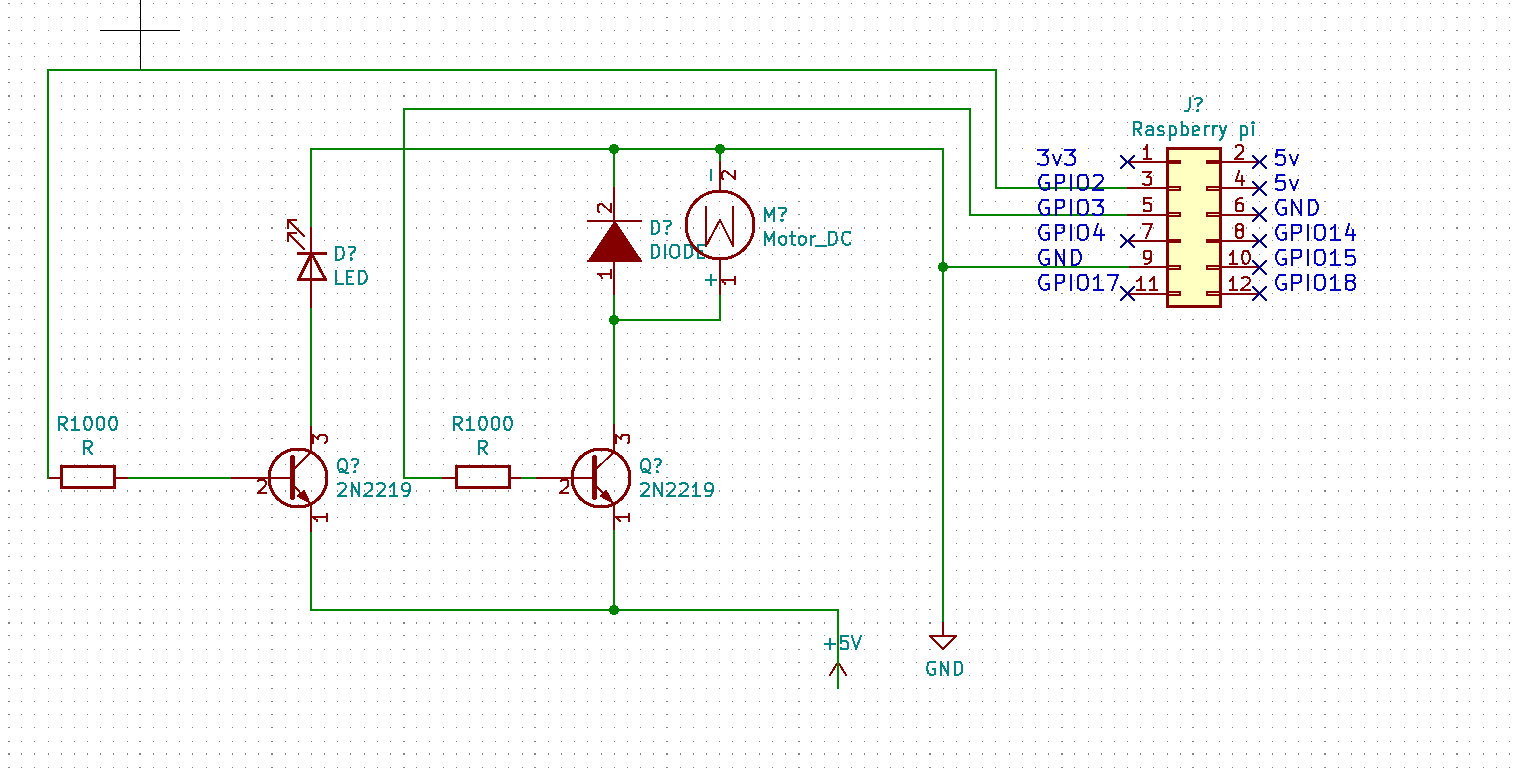 J?
Raspberry pi
3v3 1 2 5v
GPIO2 3 4 5v
GPIO3 5 6 GND
GPIO4 7 8 GPIO14
GND 9 10 GPIO15
GPIO17 11 12 GPIO18
D?
LED
2
D?
DIODE
1
- 2
M?
Motor_DC
+ 1
R1000
R
2
3
Q?
2N2219
1
R1000
R
2
3
Q?
2N2219
1
+5V
GND